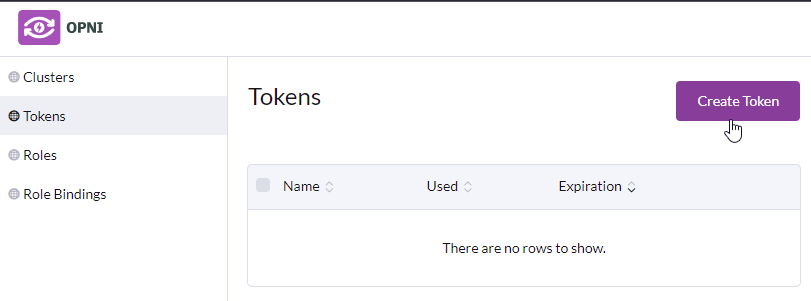 OPNI
Clusters
Tokens
Roles
Role Bindings
Tokens
Create Token
Name Used Expiration
There are no rows to show.